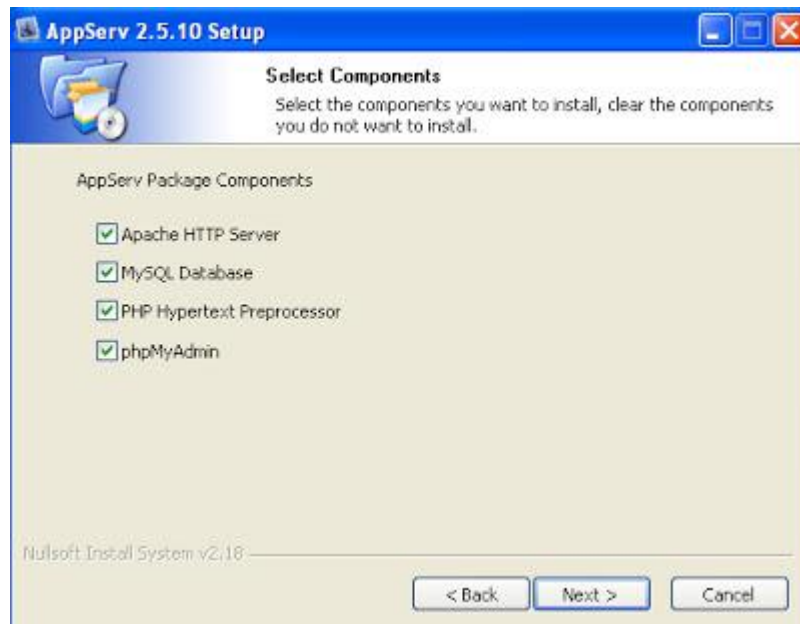 AppServ 2.5.10 Setup
Select Components
Select the components you want to install, clear the components
you do not want to install.
AppServ Package Components
Apache HTTP Server
MySQL Database
PHP Hypertext Preprocessor
phpMyAdmin
Nullsoft Install System v2.18
< Back Next > Cancel